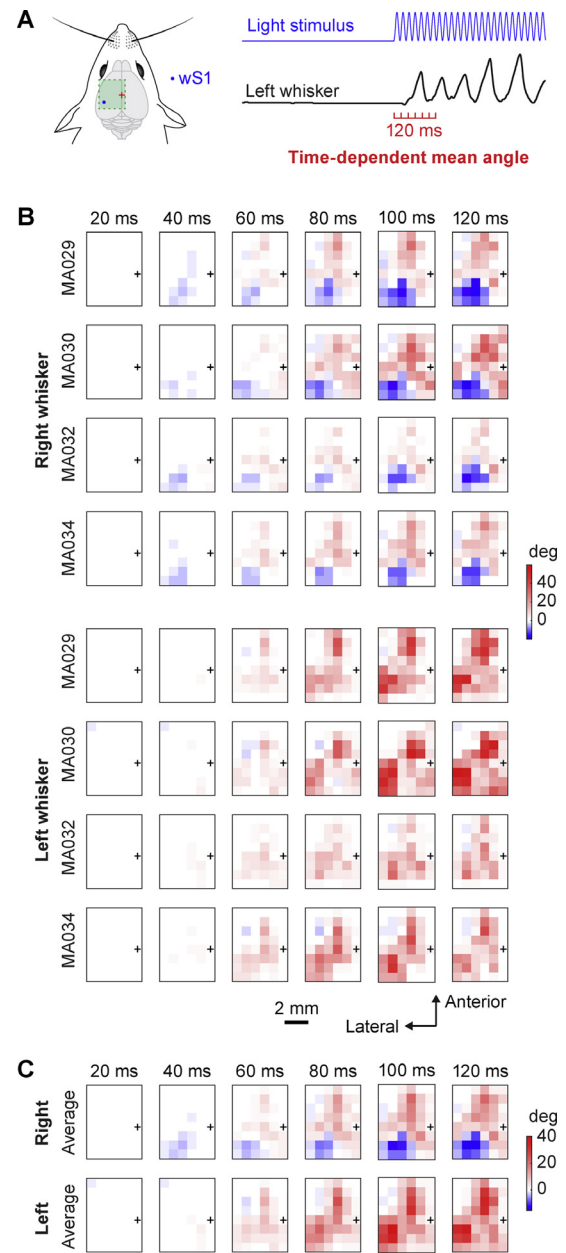 A
wS1
Light stimulus
Left whisker
120 ms
Time-dependent mean angle
B
20 ms 40 ms 60 ms 80 ms 100 ms 120 ms
Right whisker
MA029
MA030
MA032
MA034
deg
40
20
0
Left whisker
MA029
MA030
MA032
MA034
2 mm
Anterior
Lateral
C
20 ms 40 ms 60 ms 80 ms 100 ms 120 ms
Right
Average
deg
40
20
0
Left
Average